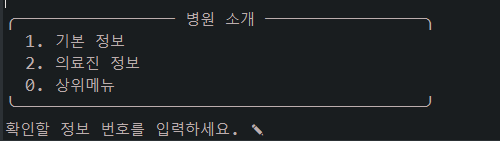 병원 소개
1. 기본 정보
2. 의료진 정보
0. 상위메뉴
확인할 정보 번호를 입력하세요. ✏️